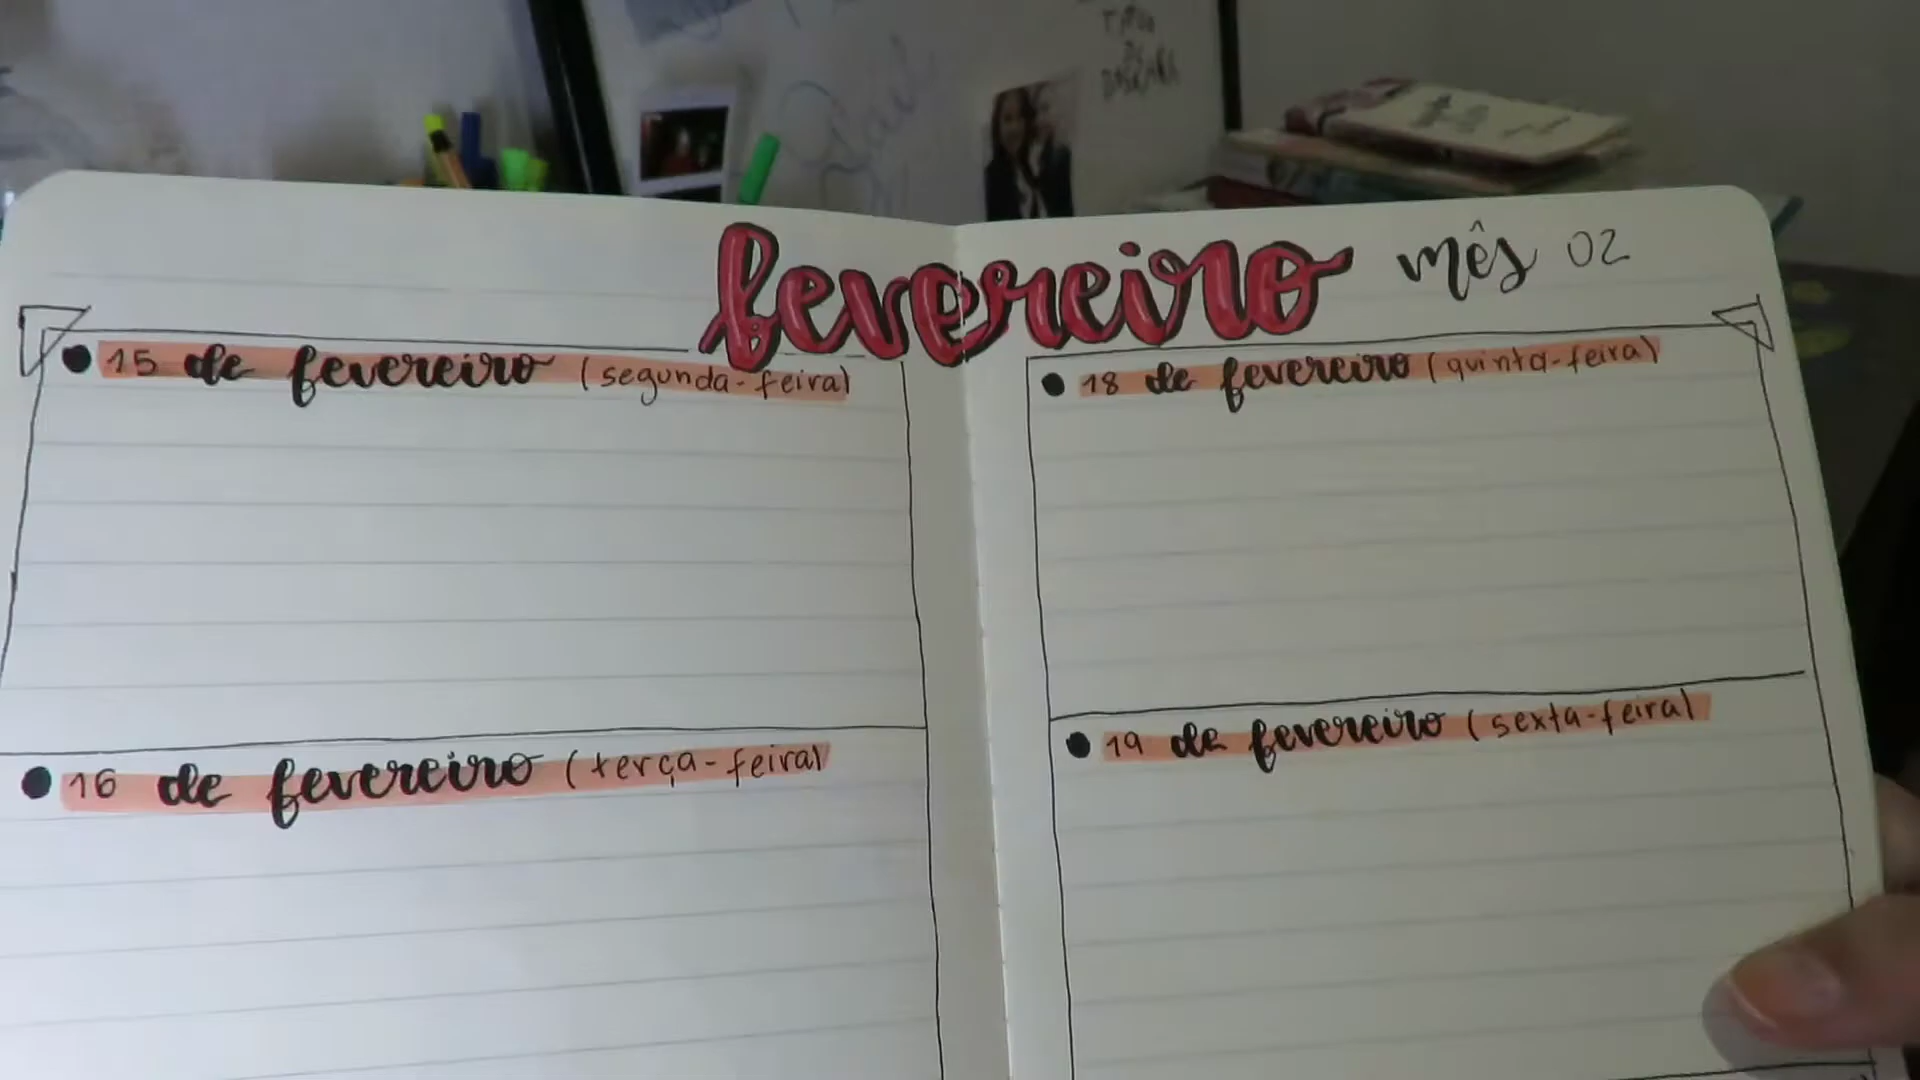 fevereiro mês 02
15 de fevereiro (segunda-feira)
16 de fevereiro (terça-feira)
18 de fevereiro (quinta-feira)
19 de fevereiro (sexta-feira)